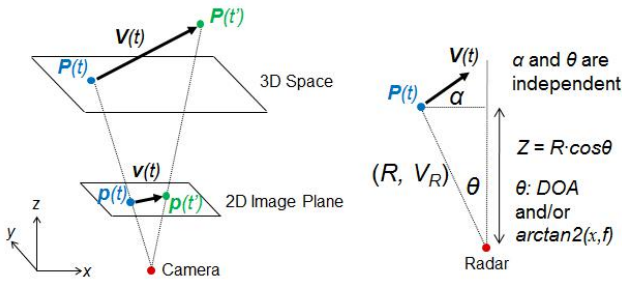 P(t')
V(t)
P(t)
3D Space
v(t)
p(t)
p(t')
2D Image Plane
z
y
x
Camera
V(t)
P(t)
α
α and θ are
independent
(R, V_R)
θ
Z = R·cosθ
θ: DOA
and/or
arctan2(x,f)
Radar